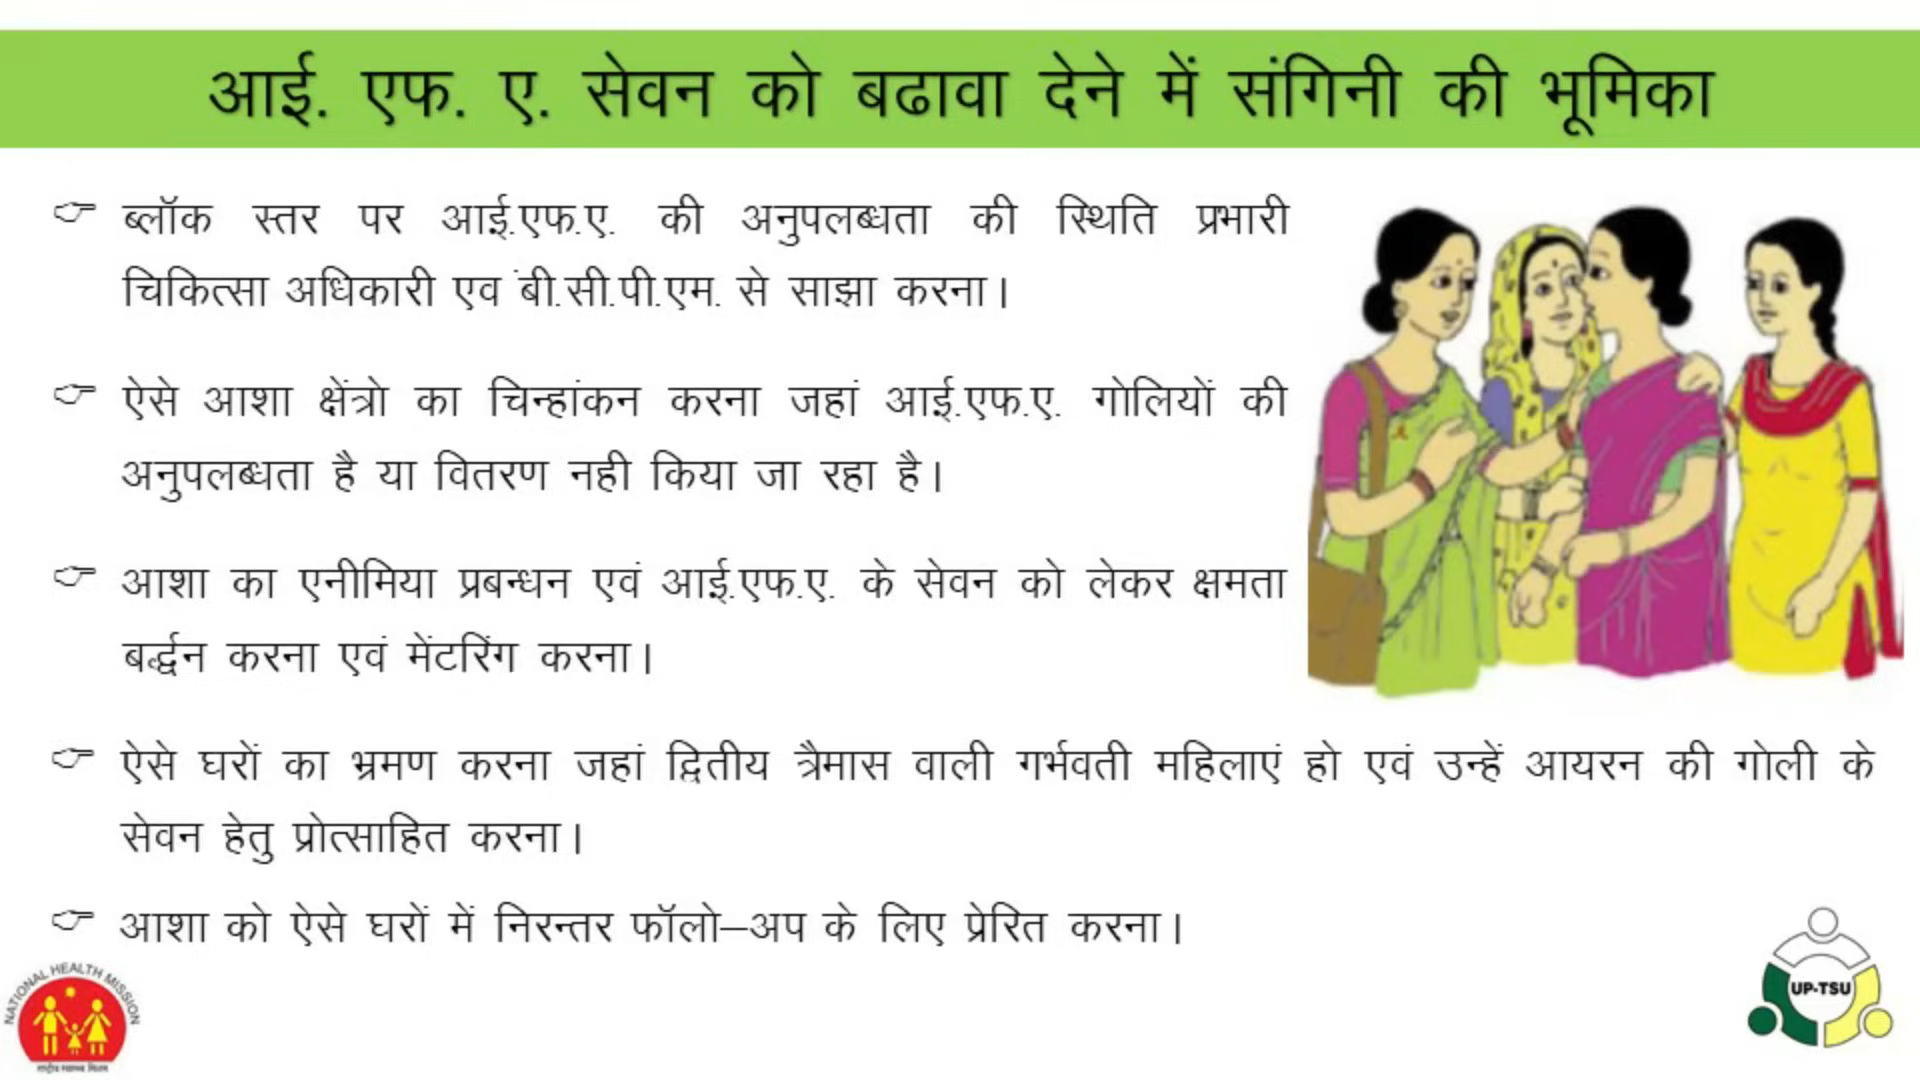 आई. एफ. ए. सेवन को बढावा देने में संगिनी की भूमिका
☞ ब्लॉक स्तर पर आई.एफ.ए. की अनुपलब्धता की स्थिति प्रभारी
चिकित्सा अधिकारी एवं बी.सी.पी.एम. से साझा करना।
☞ ऐसे आशा क्षेंत्रो का चिन्हांकन करना जहां आई.एफ.ए. गोलियों की
अनुपलब्धता है या वितरण नही किया जा रहा है।
☞ आशा का एनीमिया प्रबन्धन एवं आई.एफ.ए. के सेवन को लेकर क्षमता
बर्द्धन करना एवं मेंटरिंग करना।
☞ ऐसे घरों का भ्रमण करना जहां द्वितीय त्रैमास वाली गर्भवती महिलाएं हो एवं उन्हें आयरन की गोली के
सेवन हेतु प्रोत्साहित करना।
☞ आशा को ऐसे घरों में निरन्तर फॉलो–अप के लिए प्रेरित करना।
NATIONAL HEALTH MISSION
राष्ट्रीय स्वास्थ्य मिशन
UP-TSU